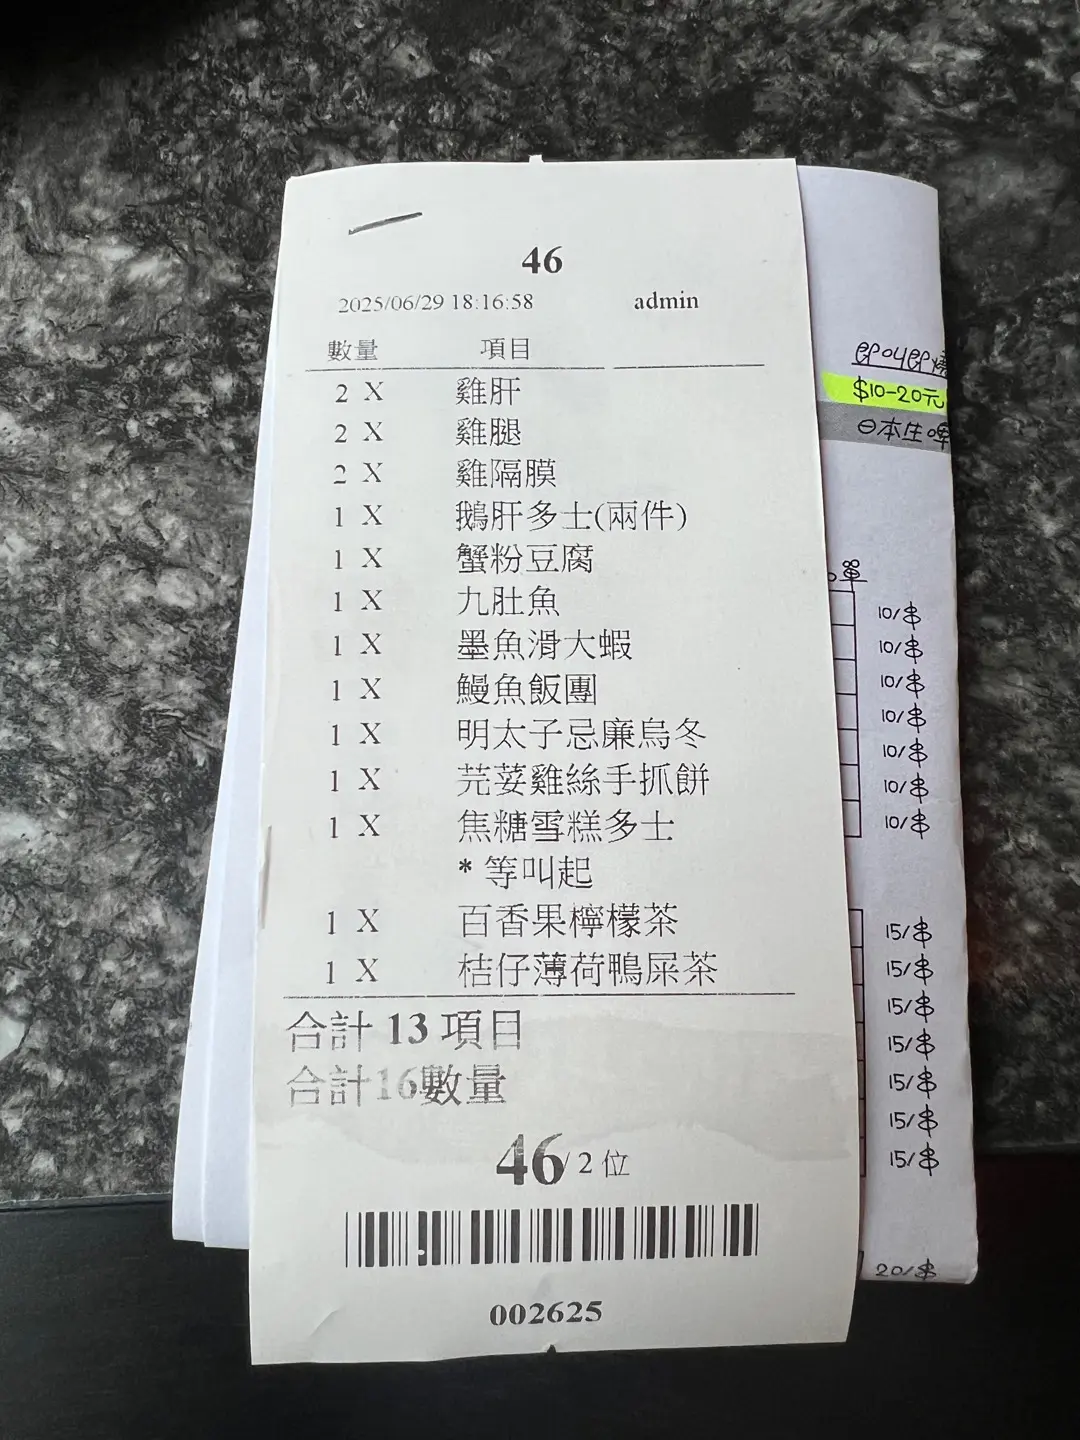 46
2025/06/29 18:16:58 admin
數量 項目
2 X 雞肝
2 X 雞腿
2 X 雞隔膜
1 X 鵝肝多士(兩件)
1 X 蟹粉豆腐
1 X 九肚魚
1 X 墨魚滑大蝦
1 X 鰻魚飯團
1 X 明太子忌廉烏冬
1 X 芫荽雞絲手抓餅
1 X 焦糖雪糕多士
* 等叫起
1 X 百香果檸檬茶
1 X 桔仔薄荷鴨屎茶
合計 13 項目
合計16數量
46/ 2 位
002625
即叫即燒
$10-20元
日本生啤
單
10/串
10/串
10/串
10/串
10/串
10/串
10/串
15/串
15/串
15/串
15/串
15/串
15/串
15/串
20/串